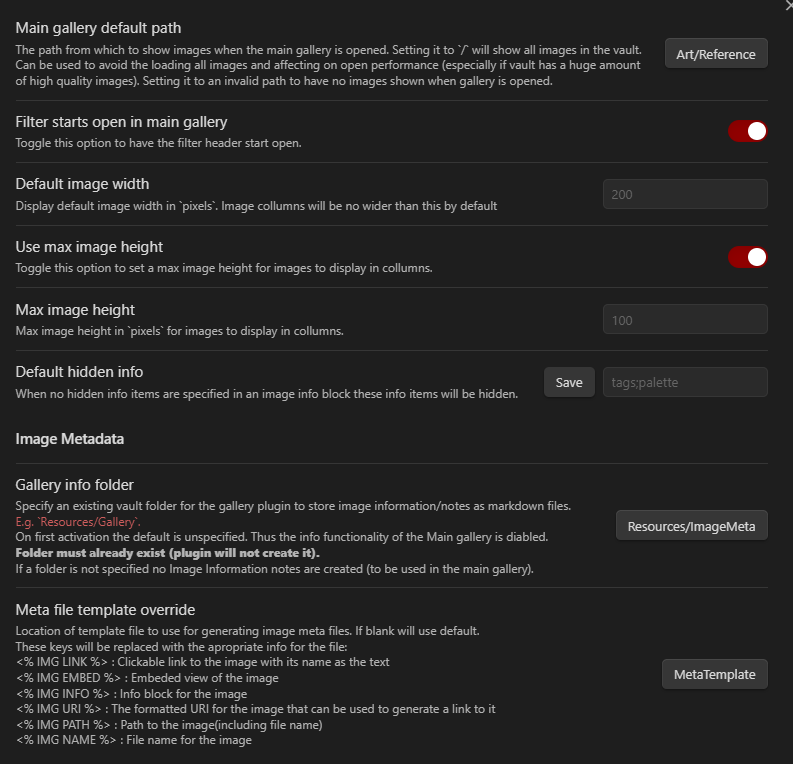 Main gallery default path
The path from which to show images when the main gallery is opened. Setting it to `/` will show all images in the vault.
Can be used to avoid the loading all images and affecting on open performance (especially if vault has a huge amount
of high quality images). Setting it to an invalid path to have no images shown when gallery is opened.
Art/Reference
Filter starts open in main gallery
Toggle this option to have the filter header start open.
Default image width
Display default image width in `pixels`. Image collumns will be no wider than this by default
200
Use max image height
Toggle this option to set a max image height for images to display in collumns.
Max image height
Max image height in `pixels` for images to display in columns.
100
Default hidden info
When no hidden info items are specified in an image info block these info items will be hidden.
Save
tags;palette
Image Metadata
Gallery info folder
Specify an existing vault folder for the gallery plugin to store image information/notes as markdown files.
E.g. `Resources/Gallery`.
On first activation the default is unspecified. Thus the info functionality of the Main gallery is diabled.
Folder must already exist (plugin will not create it).
If a folder is not specified no Image Information notes are created (to be used in the main gallery).
Resources/ImageMeta
Meta file template override
Location of template file to use for generating image meta files. If blank will use default.
These keys will be replaced with the apropriate info for the file:
<% IMG LINK %> : Clickable link to the image with its name as the text
<% IMG EMBED %> : Embeded view of the image
<% IMG INFO %> : Info block for the image
<% IMG URI %> : The formatted URI for the image that can be used to generate a link to it
<% IMG PATH %> : Path to the image(including file name)
<% IMG NAME %> : File name for the image
MetaTemplate